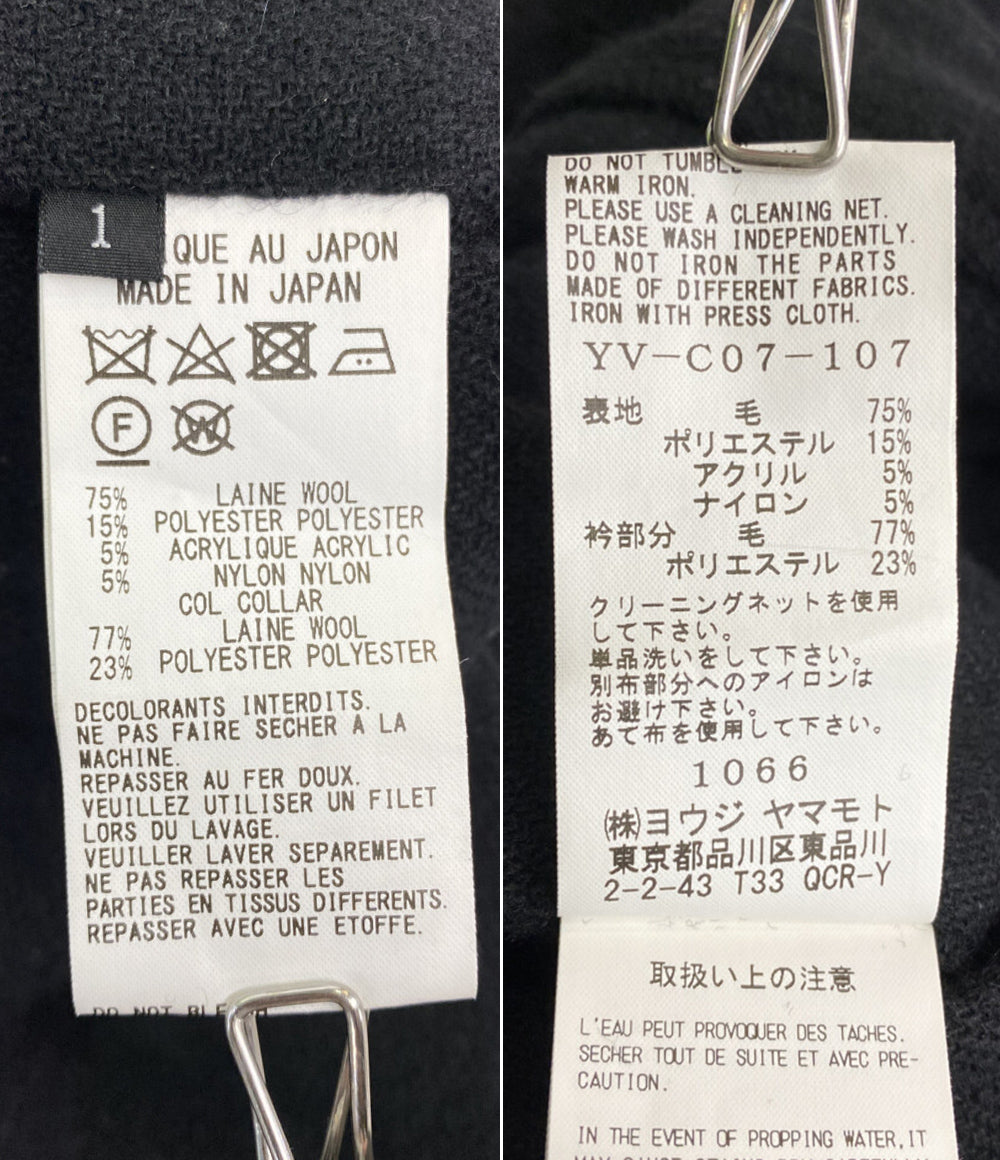 1
QUE AU JAPON
MADE IN JAPAN
F
W
75% LAINE WOOL
15% POLYESTER POLYESTER
5% ACRYLIQUE ACRYLIC
5% NYLON NYLON
COL COLLAR
77% LAINE WOOL
23% POLYESTER POLYESTER
DECOLORANTS INTERDITS.
NE PAS FAIRE SECHER A LA
MACHINE.
REPASSER AU FER DOUX.
VEUILLEZ UTILISER UN FILET
LORS DU LAVAGE.
VEUILLER LAVER SEPAREMENT.
NE PAS REPASSER LES
PARTIES EN TISSUS DIFFERENTS.
REPASSER AVEC UNE ETOFFE.
DO NOT
DO NOT TUMBLE
WARM IRON.
PLEASE USE A CLEANING NET.
PLEASE WASH INDEPENDENTLY.
DO NOT IRON THE PARTS
MADE OF DIFFERENT FABRICS.
IRON WITH PRESS CLOTH.
YV-C07-107
表地 毛 75%
ポリエステル 15%
アクリル 5%
ナイロン 5%
衿部分 毛 77%
ポリエステル 23%
クリーニングネットを使用
して下さい。
単品洗いをして下さい。
別布部分へのアイロンは
お避け下さい。
あて布を使用して下さい。
1066
(株)ヨウジ ヤマモト
東京都品川区東品川
2-2-43 T33 QCR-Y
取扱い上の注意
L'EAU PEUT PROVOQUER DES TACHES.
SECHER TOUT DE SUITE ET AVEC PRE-
CAUTION.
IN THE EVENT OF PROPPING WATER,IT